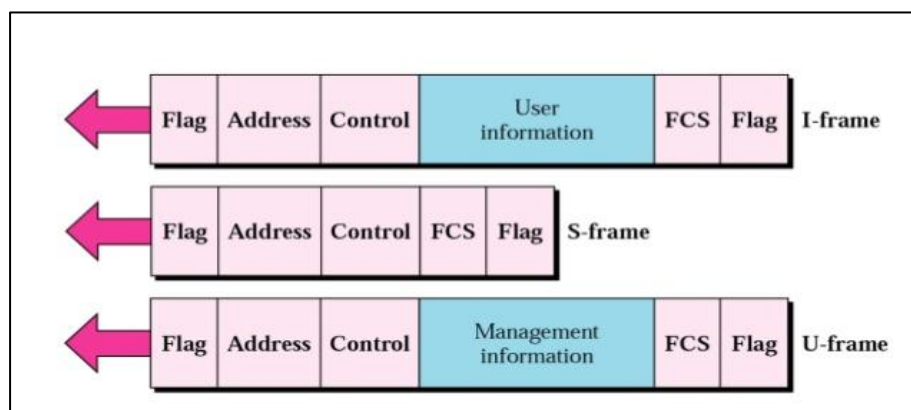 Flag Address Control User information FCS Flag I-frame
Flag Address Control FCS Flag S-frame
Flag Address Control Management information FCS Flag U-frame